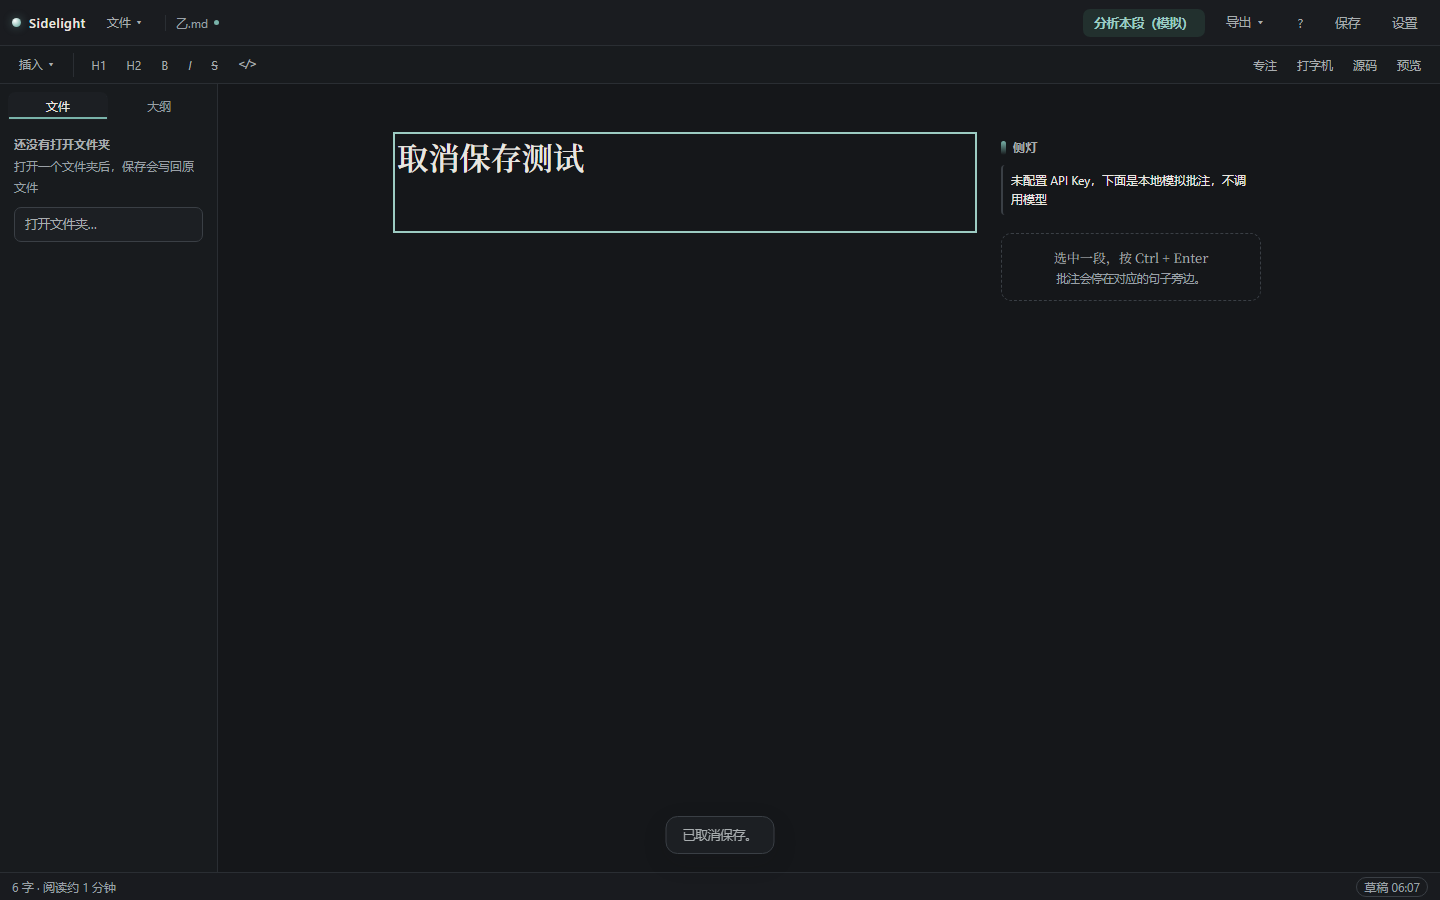 Sidelight 文件 乙.md 分析本段（模拟） 导出 ? 保存 设置
插入 H1 H2 B I S </> 专注 打字机 源码 预览
文件 大纲
还没有打开文件夹
打开一个文件夹后，保存会写回原
文件
打开文件夹...
取消保存测试
侧灯
未配置 API Key，下面是本地模拟批注，不调
用模型
选中一段，按 Ctrl + Enter
批注会停在对应的句子旁边。
已取消保存。
6 字 · 阅读约 1 分钟 草稿 06:07